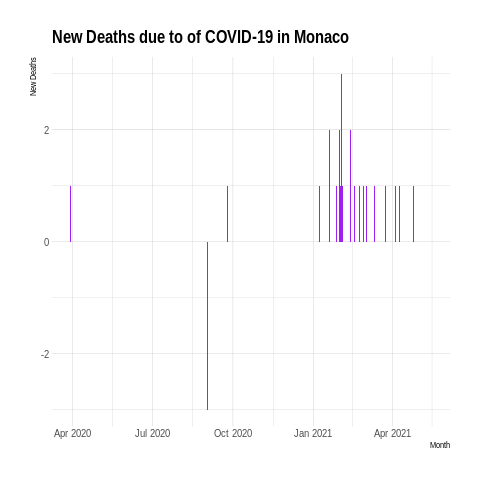 New Deaths due to of COVID-19 in Monaco
New Deaths
2
0
-2
Apr 2020
Jul 2020
Oct 2020
Jan 2021
Apr 2021
Month